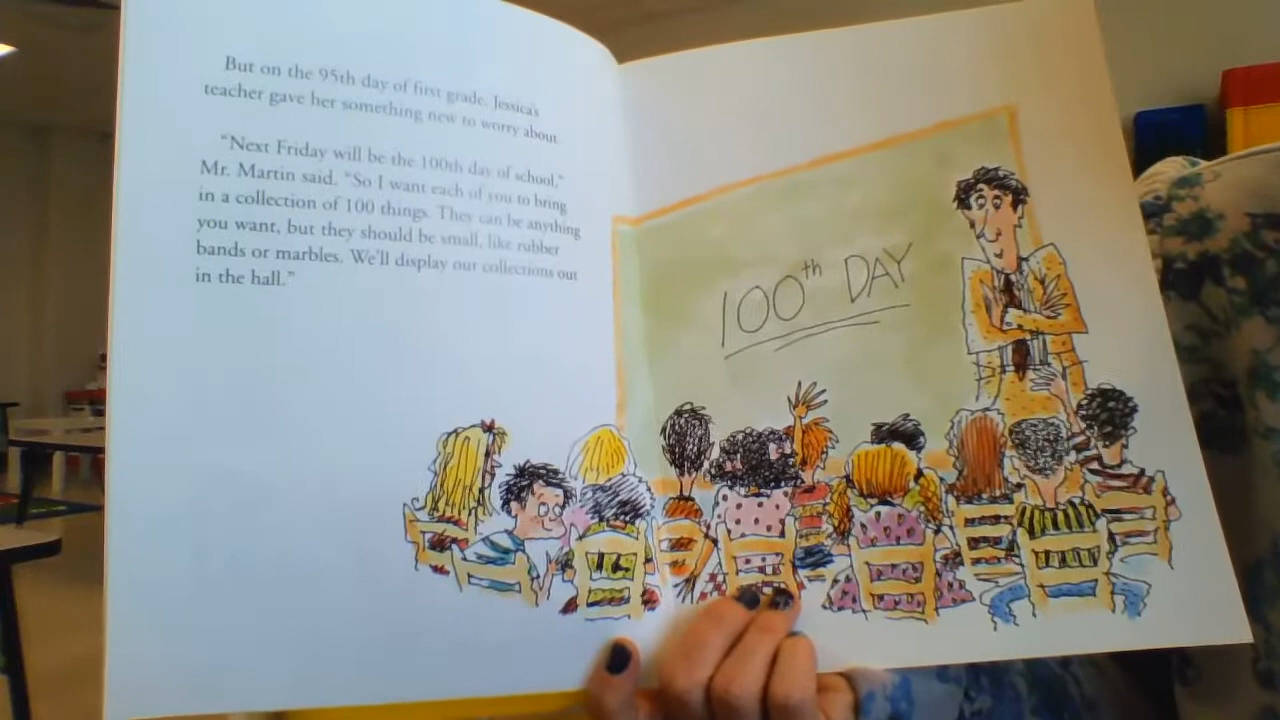 But on the 95th day of first grade, Jessica's
teacher gave her something new to worry about.
"Next Friday will be the 100th day of school,"
Mr. Martin said. "So I want each of you to bring
in a collection of 100 things. They can be anything
you want, but they should be small, like rubber
bands or marbles. We'll display our collections out
in the hall."
100th DAY